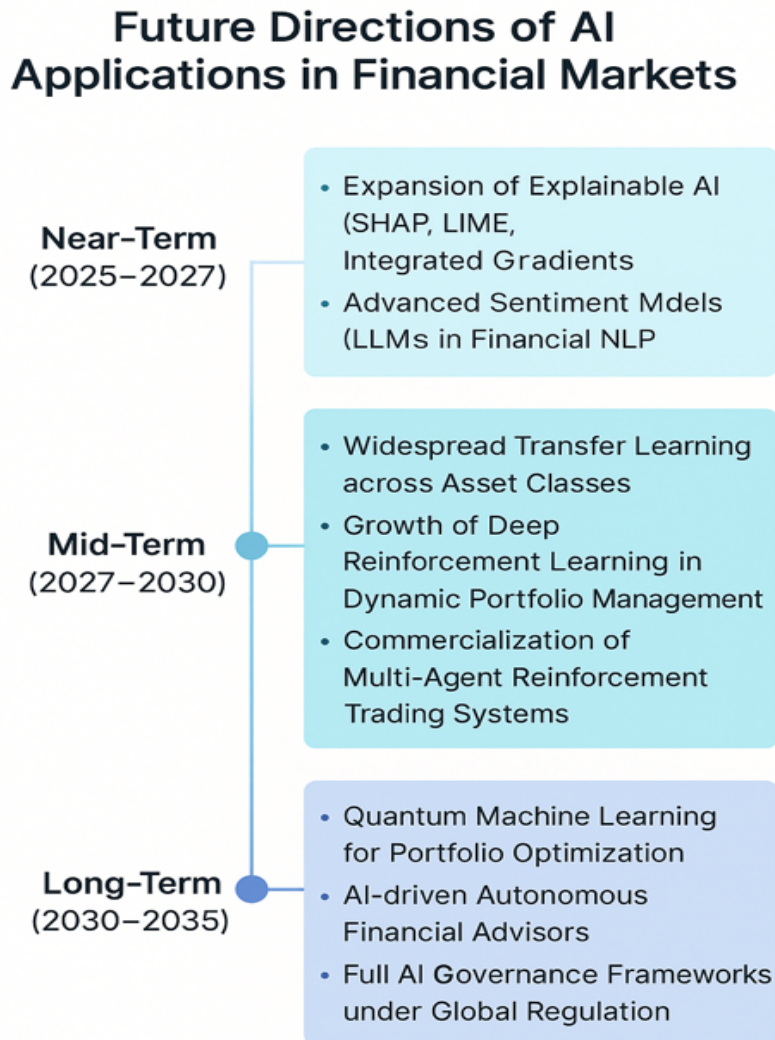 Future Directions of AI
Applications in Financial Markets
Near-Term
(2025–2027)
• Expansion of Explainable AI
(SHAP, LIME,
Integrated Gradients
• Advanced Sentiment Mdels
(LLMs in Financial NLP
Mid-Term
(2027–2030)
• Widespread Transfer Learning
across Asset Classes
• Growth of Deep
Reinforcement Learning in
Dynamic Portfolio Management
• Commercialization of
Multi-Agent Reinforcement
Trading Systems
Long-Term
(2030–2035)
• Quantum Machine Learning
for Portfolio Optimization
• AI-driven Autonomous
Financial Advisors
• Full AI Governance Frameworks
under Global Regulation